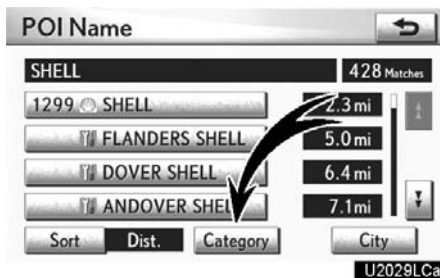 POI Name
SHELL 428 Matches
1299 SHELL 2.3 mi
FLANDERS SHELL 5.0 mi
DOVER SHELL 6.4 mi
ANDOVER SHELL 7.1 mi
Sort Dist. Category City
U2029LCa